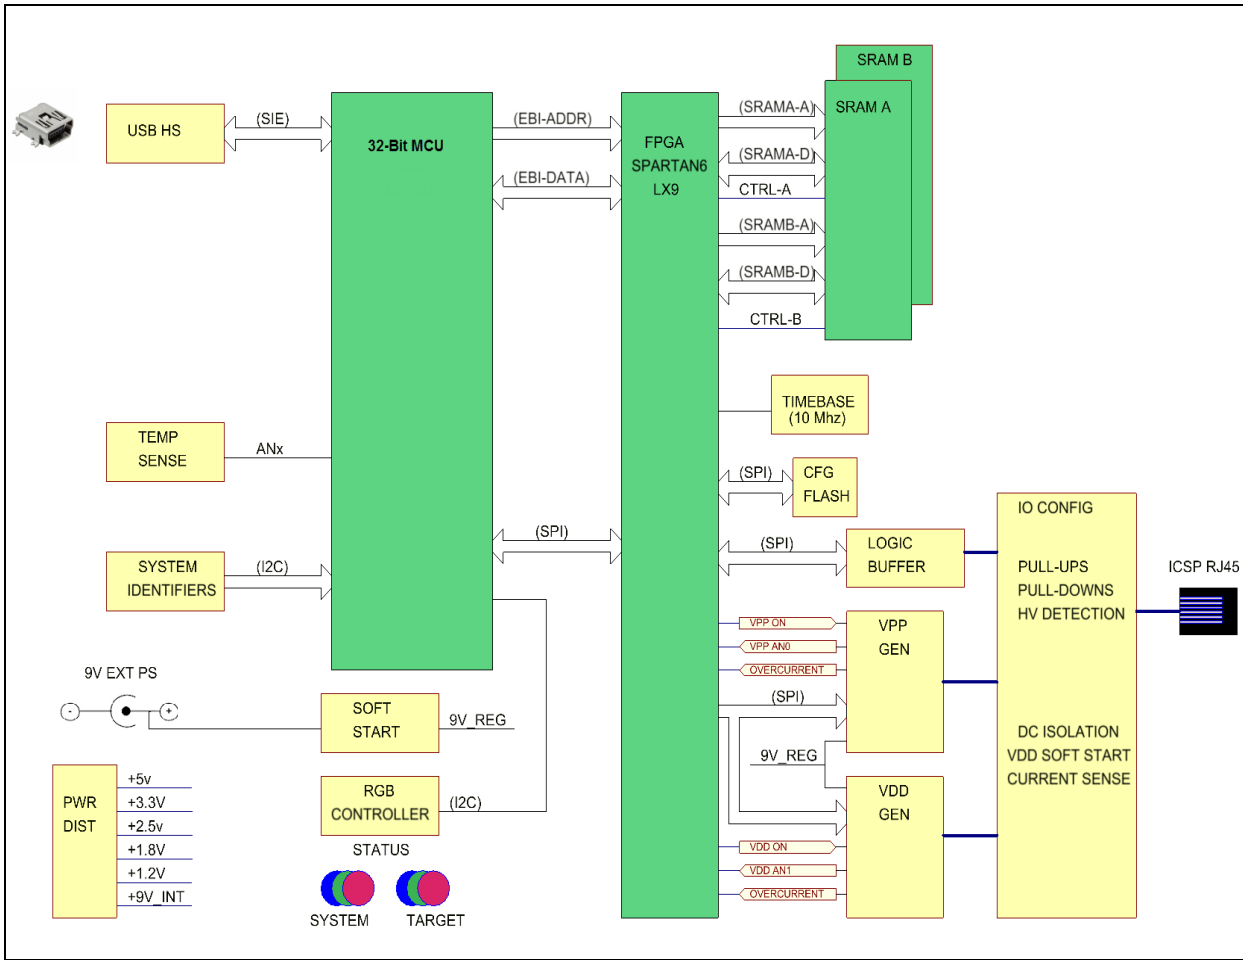 SRAM B
SRAM A
USB HS
(SIE)
32-Bit MCU
(EBI-ADDR)
(EBI-DATA)
FPGA
SPARTAN6
LX9
(SRAMA-A)
(SRAMA-D)
CTRL-A
(SRAMB-A)
(SRAMB-D)
CTRL-B
TIMEBASE
(10 Mhz)
TEMP
SENSE
ANx
(SPI)
CFG
FLASH
SYSTEM
IDENTIFIERS
(I2C)
(SPI)
(SPI)
LOGIC
BUFFER
IO CONFIG
PULL-UPS
PULL-DOWNS
HV DETECTION
DC ISOLATION
VDD SOFT START
CURRENT SENSE
ICSP RJ45
VPP ON
VPP AN0
OVERCURRENT
VPP
GEN
(SPI)
9V_REG
VDD
GEN
VDD ON
VDD AN1
OVERCURRENT
9V EXT PS
- +
SOFT
START
9V_REG
RGB
CONTROLLER
(I2C)
STATUS
SYSTEM
TARGET
PWR
DIST
+5v
+3.3V
+2.5v
+1.8V
+1.2V
+9V_INT